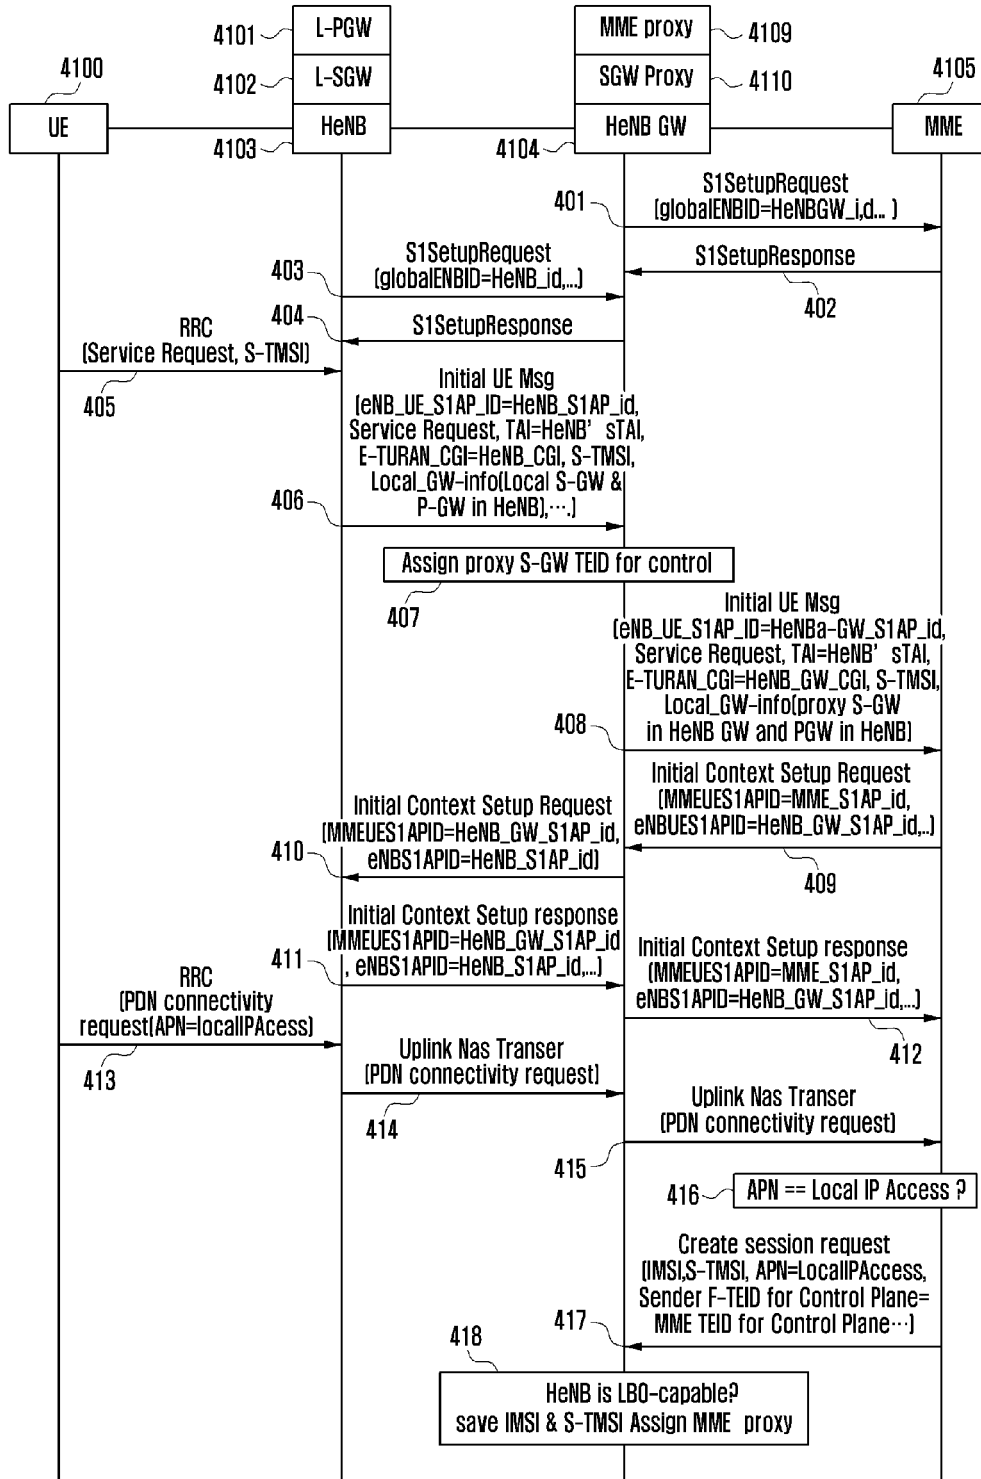 4101
L-PGW
MME proxy
4109
4100
4102
L-SGW
SGW Proxy
4110
4105
UE
HeNB
HeNB GW
MME
4103
4104
S1SetupRequest
(globalENBID=HeNBGW_i,d... )
401
S1SetupResponse
402
S1SetupRequest
(globalENBID=HeNB_id,...)
403
404
S1SetupResponse
RRC
(Service Request, S-TMSI)
405
Initial UE Msg
(eNB_UE_S1AP_ID=HeNB_S1AP_id,
Service Request, TAI=HeNB' sTAI,
E-TURAN_CGI=HeNB_CGI, S-TMSI,
Local_GW-info(Local S-GW &
P-GW in HeNB),....)
406
Assign proxy S-GW TEID for control
407
Initial UE Msg
(eNB_UE_S1AP_ID=HeNBa-GW_S1AP_id,
Service Request, TAI=HeNB' sTAI,
E-TURAN_CGI=HeNB_GW_CGI, S-TMSI,
Local_GW-info(proxy S-GW
in HeNB GW and PGW in HeNB)
408
Initial Context Setup Request
(MMEUES1APID=MME_S1AP_id,
eNBUES1APID=HeNB_GW_S1AP_id,..)
409
Initial Context Setup Request
(MMEUES1APID=HeNB_GW_S1AP_id,
eNBS1APID=HeNB_S1AP_id)
410
Initial Context Setup response
(MMEUES1APID=HeNB_GW_S1AP_id
, eNBS1APID=HeNB_S1AP_id,...)
411
Initial Context Setup response
(MMEUES1APID=MME_S1AP_id,
eNBS1APID=HeNB_GW_S1AP_id,...)
412
RRC
(PDN connectivity
request(APN=localIPAcess)
413
Uplink Nas Transer
(PDN connectivity request)
414
Uplink Nas Transer
(PDN connectivity request)
415
416
APN == Local IP Access ?
Create session request
(IMSI,S-TMSI, APN=LocalIPAccess,
Sender F-TEID for Control Plane=
MME TEID for Control Plane...)
417
418
HeNB is LBO-capable?
save IMSI & S-TMSI Assign MME proxy